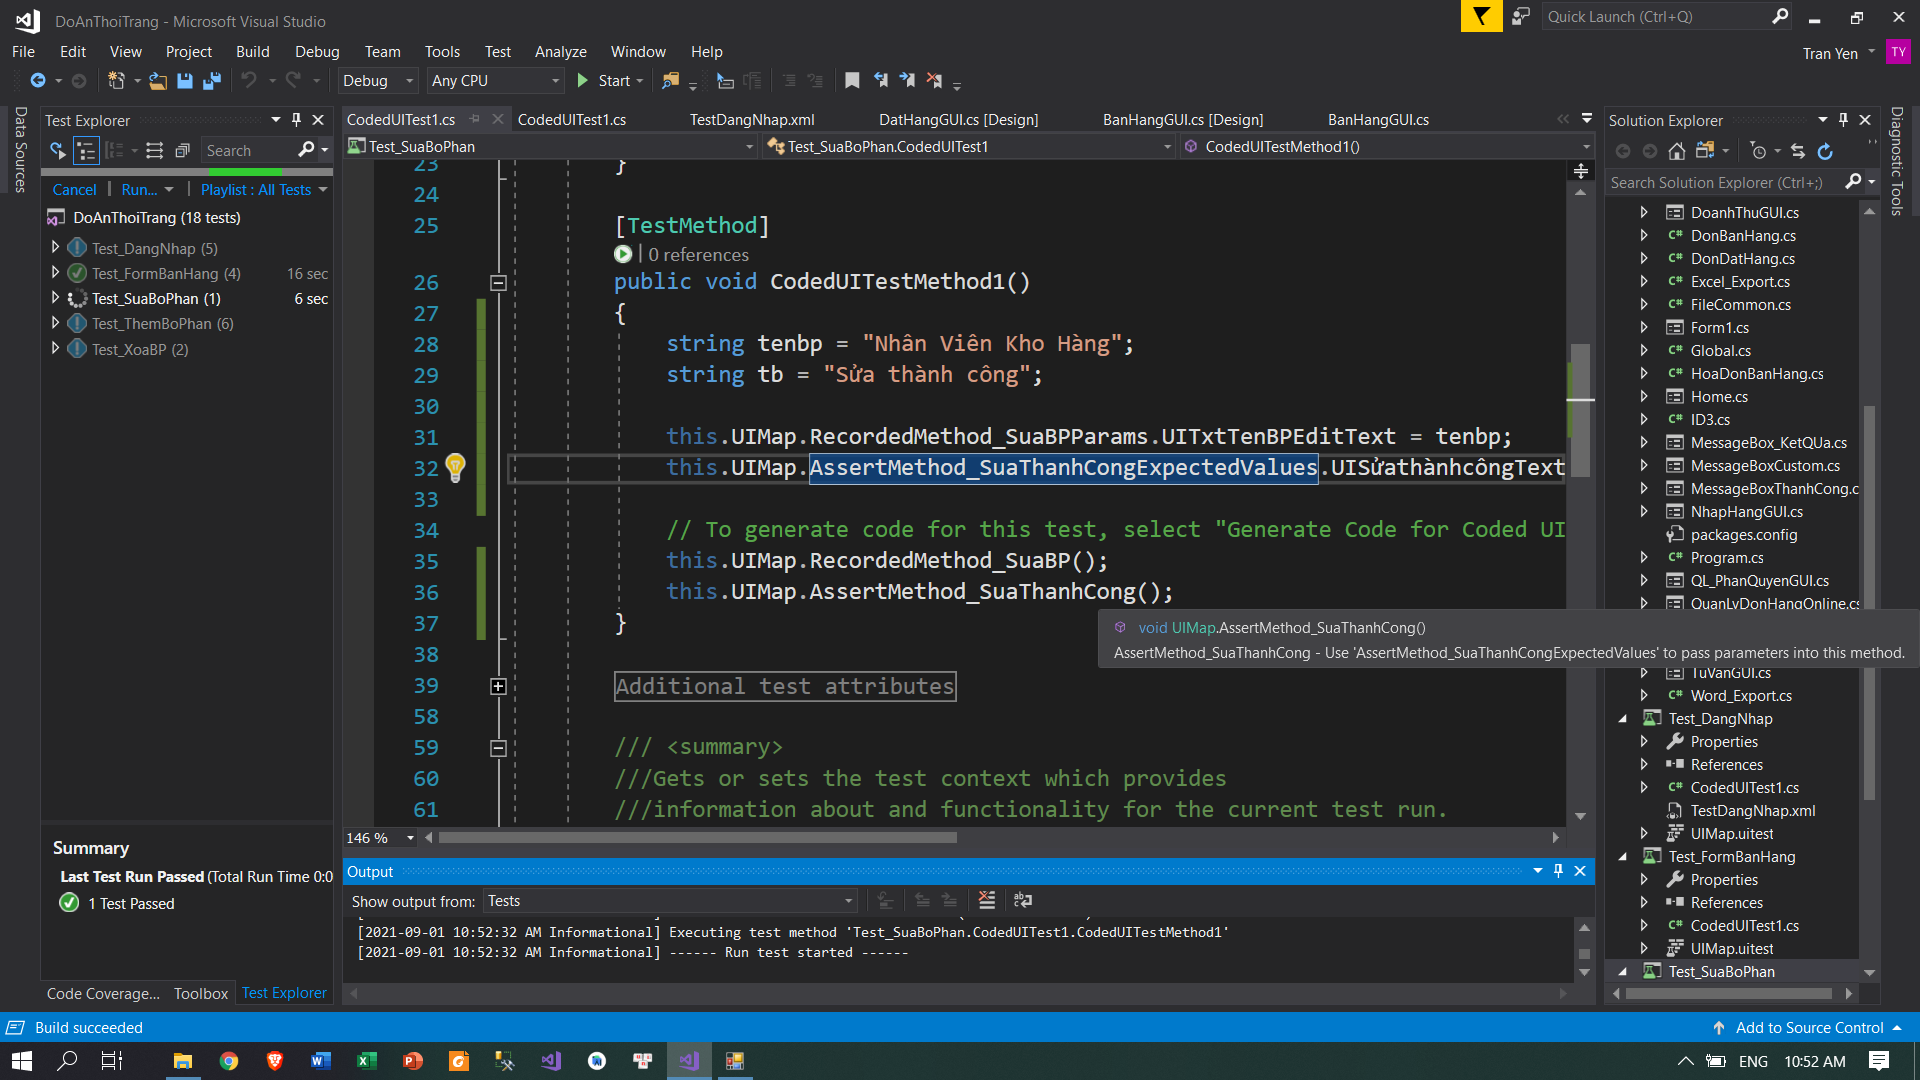 DoAnThoiTrang - Microsoft Visual Studio
Quick Launch (Ctrl+Q)
File Edit View Project Build Debug Team Tools Test Analyze Window Help
Tran Yen
TY
Debug
Any CPU
Start
Data Sources
Test Explorer
Search
Cancel | Run... | Playlist : All Tests
DoAnThoiTrang (18 tests)
Test_DangNhap (5)
Test_FormBanHang (4) 16 sec
Test_SuaBoPhan (1) 6 sec
Test_ThemBoPhan (6)
Test_XoaBP (2)
Summary
Last Test Run Passed (Total Run Time 0:0
1 Test Passed
Code Coverage... Toolbox Test Explorer
CodedUITest1.cs CodedUITest1.cs TestDangNhap.xml DatHangGUI.cs [Design] BanHangGUI.cs [Design] BanHangGUI.cs
Test_SuaBoPhan Test_SuaBoPhan.CodedUITest1 CodedUITestMethod1()
23 }
24
25 [TestMethod]
| 0 references
26 public void CodedUITestMethod1()
27 {
28 string tenbp = "Nhân Viên Kho Hàng";
29 string tb = "Sửa thành công";
30
31 this.UIMap.RecordedMethod_SuaBPParams.UITxtTenBPEditText = tenbp;
32 this.UIMap.AssertMethod_SuaThanhCongExpectedValues.UISửathànhcôngText
33
34 // To generate code for this test, select "Generate Code for Coded UI
35 this.UIMap.RecordedMethod_SuaBP();
36 this.UIMap.AssertMethod_SuaThanhCong();
37 }
void UIMap.AssertMethod_SuaThanhCong()
AssertMethod_SuaThanhCong - Use 'AssertMethod_SuaThanhCongExpectedValues' to pass parameters into this method.
38
39 Additional test attributes
58
59 /// <summary>
60 ///Gets or sets the test context which provides
61 ///information about and functionality for the current test run.
146 %
Output
Show output from: Tests
[2021-09-01 10:52:32 AM Informational] Executing test method 'Test_SuaBoPhan.CodedUITest1.CodedUITestMethod1'
[2021-09-01 10:52:32 AM Informational] ------ Run test started ------
Solution Explorer
Search Solution Explorer (Ctrl+;)
DoanhThuGUI.cs
DonBanHang.cs
DonDatHang.cs
Excel_Export.cs
FileCommon.cs
Form1.cs
Global.cs
HoaDonBanHang.cs
Home.cs
ID3.cs
MessageBox_KetQUa.cs
MessageBoxCustom.cs
MessageBoxThanhCong.c
NhapHangGUI.cs
packages.config
Program.cs
QL_PhanQuyenGUI.cs
QuanLyDonHangOnline.cs
TuVanGUI.cs
Word_Export.cs
Test_DangNhap
Properties
References
CodedUITest1.cs
TestDangNhap.xml
UIMap.uitest
Test_FormBanHang
Properties
References
CodedUITest1.cs
UIMap.uitest
Test_SuaBoPhan
Diagnostic Tools
Build succeeded
Add to Source Control
ENG
10:52 AM